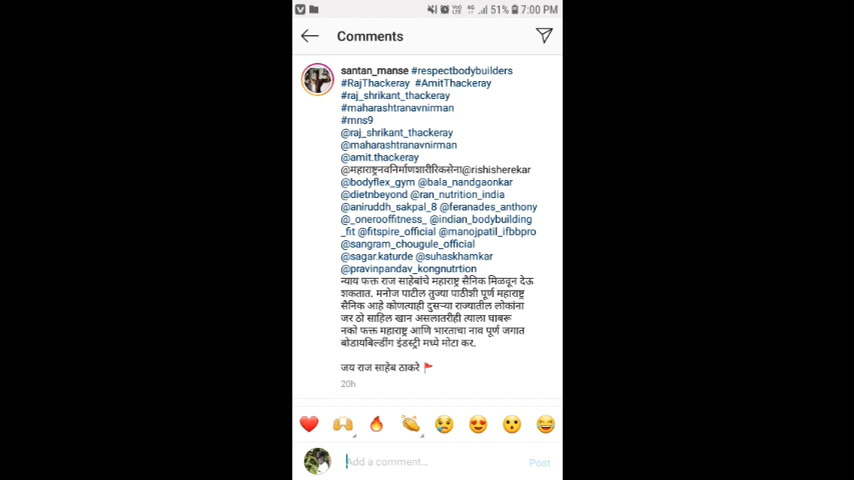 51% 7:00 PM
Comments
santan_manse #respectbodybuilders
#RajThackeray #AmitThackeray
#raj_shrikant_thackeray
#maharashtranavnirman
#mns9
@raj_shrikant_thackeray
@maharashtranavnirman
@amit.thackeray
@महाराष्ट्रनवनिर्माणशारीरिकसेना@rishisherekar
@bodyflex_gym @bala_nandgaonkar
@dietnbeyond @ran_nutrition_india
@aniruddh_sakpal_8 @feranades_anthony
@_onerooffitness_ @indian_bodybuilding
_fit @fitspire_official @manojpatil_ifbbpro
@sangram_chougule_official
@sagar.katurde @suhaskhamkar
@pravinpandav_kongnutrtion
न्याय फक्त राज साहेबांचे महाराष्ट्र सैनिक मिळवून देऊ
शकतात. मनोज पाटील तुज्या पाठीशी पूर्ण महाराष्ट्र
सैनिक आहे कोणत्याही दुसऱ्या राज्यातील लोकांना
जर ठो साहिल खान असलातरीही त्याला घाबरू
नको फक्त महाराष्ट्र आणि भारताचा नाव पूर्ण जगात
बोडायबिल्डींग इंडस्ट्री मध्ये मोटा कर.
जय राज साहेब ठाकरे 🚩
20h
Add a comment... Post